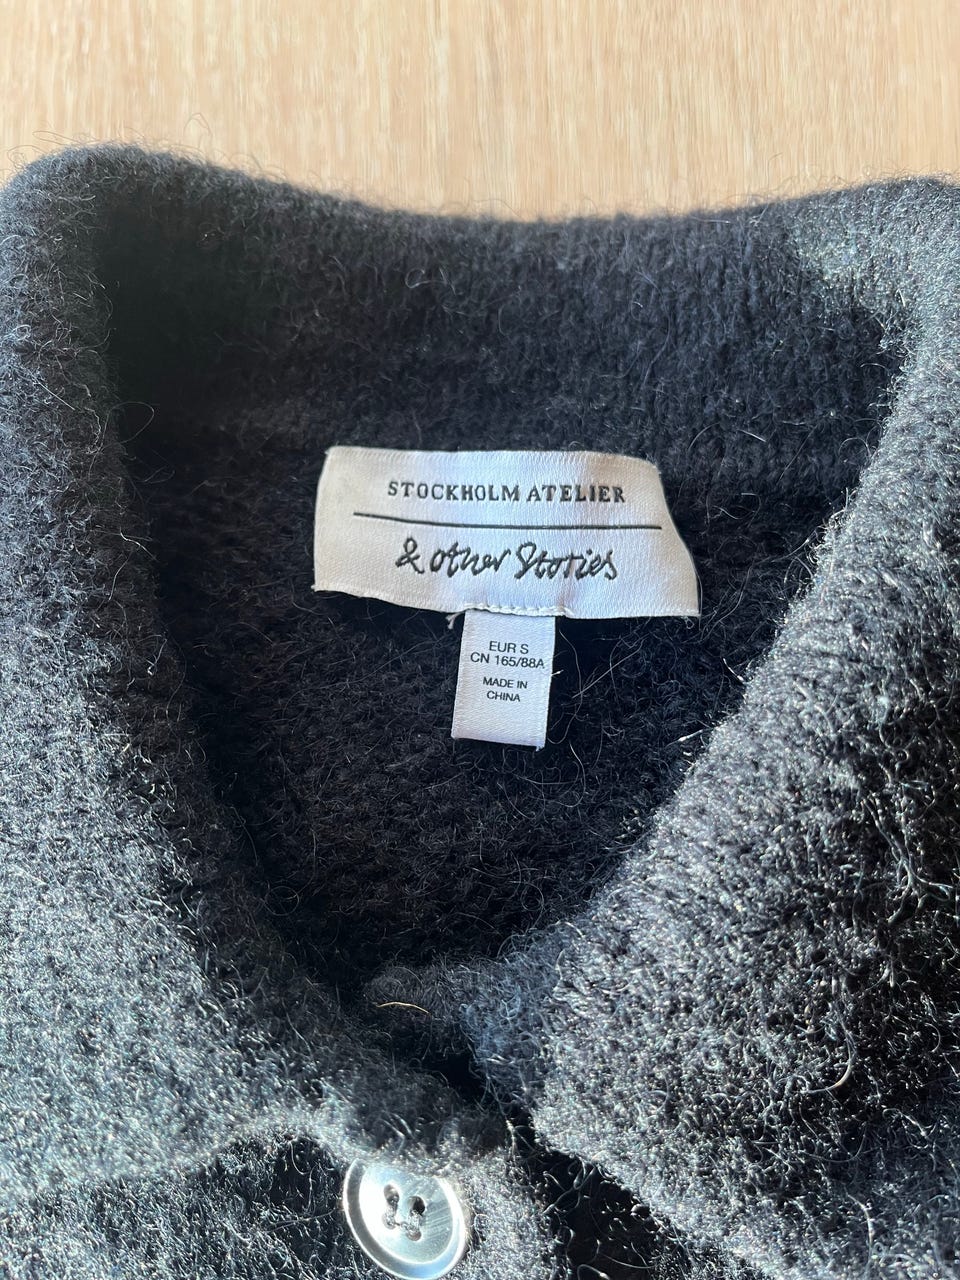 STOCKHOLM ATELIER
& other Stories
EUR S
CN 165/88A
MADE IN
CHINA